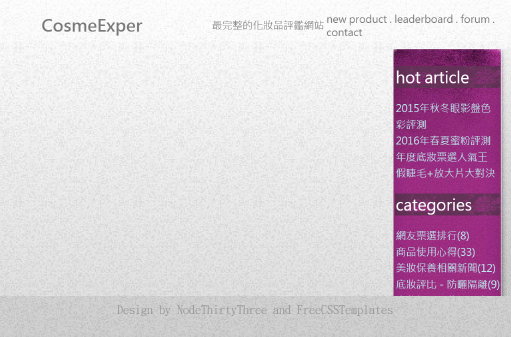 CosmeExper
最完整的化妝品評鑑網站
new product . leaderboard . forum .
contact
hot article
2015年秋冬眼影盤色
彩評測
2016年春夏蜜粉評測
年度底妝票選人氣王
假睫毛+放大片大對決
categories
網友票選排行(8)
商品使用心得(33)
美妝保養相關新聞(12)
底妝評比－防曬隔離(9)
Design by NodeThirtyThree and FreeCSSTemplates